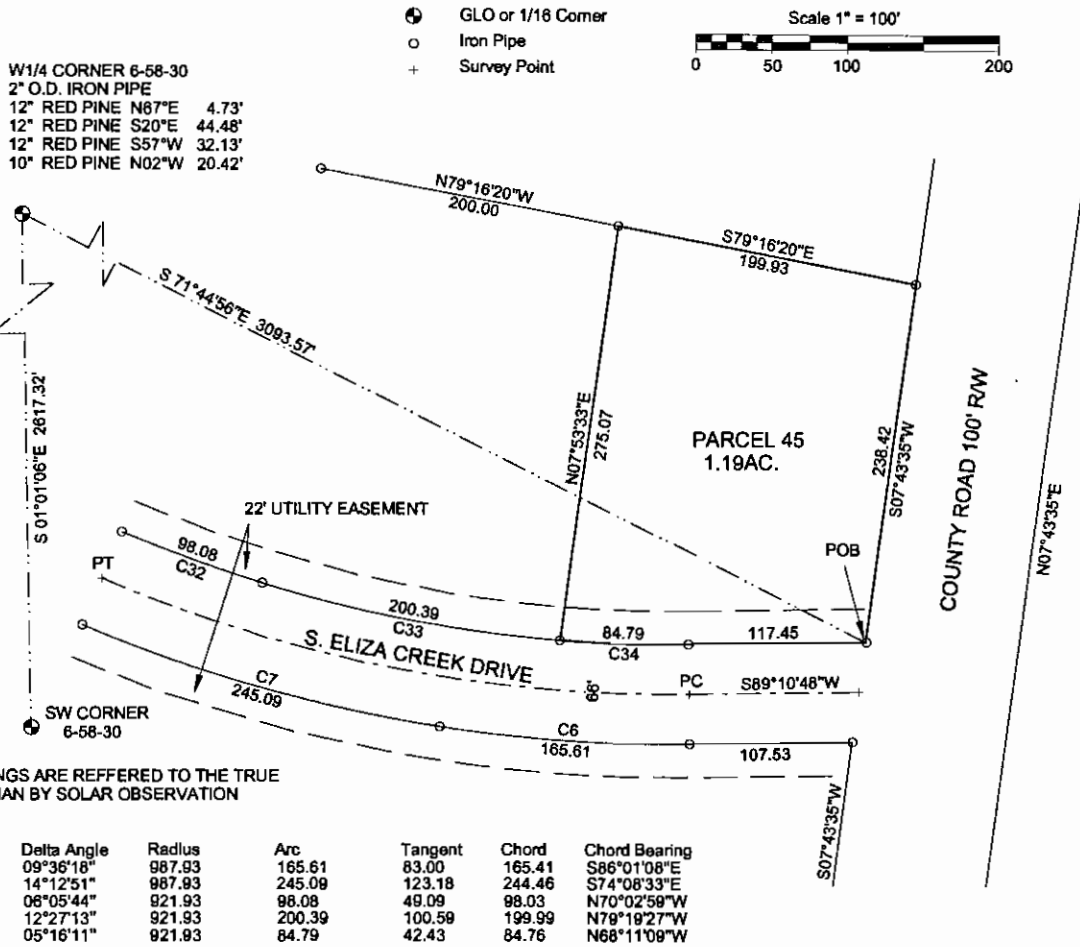 GLO or 1/16 Corner
Iron Pipe
Survey Point
Scale 1" = 100'
0 50 100 200
W1/4 CORNER 6-58-30
2" O.D. IRON PIPE
12" RED PINE N67°E 4.73'
12" RED PINE S20°E 44.48'
12" RED PINE S57°W 32.13'
10" RED PINE N02°W 20.42'
N79°16'20"W
200.00
S79°16'20"E
199.93
S 71°44'56"E 3093.57'
S 01°01'06"E 2617.32'
N07°53'33"E
275.07
PARCEL 45
1.19AC.
238.42
S07°43'35"W
COUNTY ROAD 100' R/W
N07°43'35"E
22' UTILITY EASEMENT
POB
PT
98.08
C32
200.39
C33
84.79
C34
117.45
S. ELIZA CREEK DRIVE
66'
PC
S89°10'48"W
C7
245.09
C6
165.61
107.53
SW CORNER
6-58-30
S07°43'35"W
NGS ARE REFFERED TO THE TRUE
IAN BY SOLAR OBSERVATION
Delta Angle Radius Arc Tangent Chord Chord Bearing
09°36'18" 987.93 165.61 83.00 165.41 S86°01'08"E
14°12'51" 987.93 245.09 123.18 244.46 S74°08'33"E
06°05'44" 921.93 98.08 49.09 98.03 N70°02'59"W
12°27'13" 921.93 200.39 100.59 199.99 N79°19'27"W
05°16'11" 921.93 84.79 42.43 84.76 N68°11'09"W